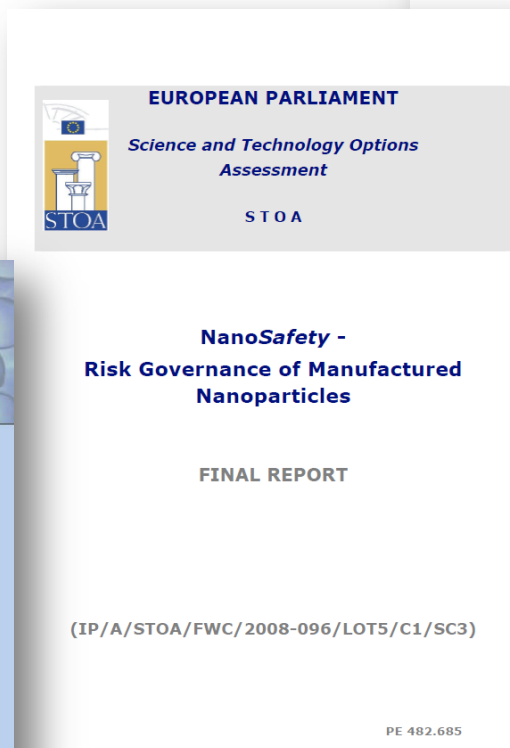 EUROPEAN PARLIAMENT
Science and Technology Options
Assessment
S T O A
STOA
NanoSafety -
Risk Governance of Manufactured
Nanoparticles
FINAL REPORT
(IP/A/STOA/FWC/2008-096/LOT5/C1/SC3)
PE 482.685